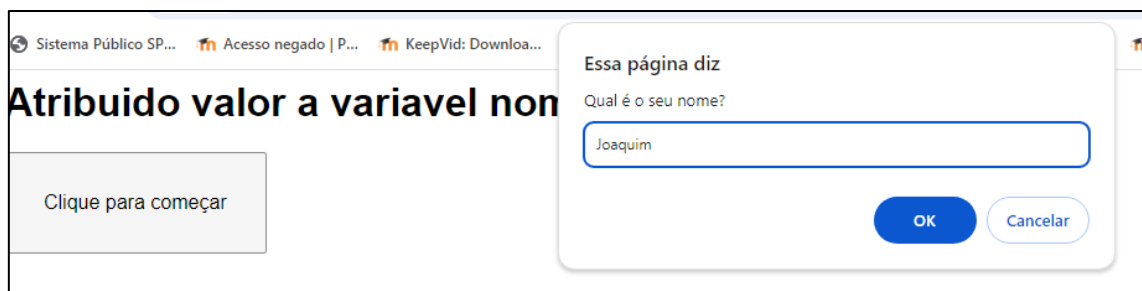 Sistema Público SP... Acesso negado | P... KeepVid: Downloa...
Essa página diz
Qual é o seu nome?
Joaquim
OK Cancelar
Atribuido valor a variavel nom
Clique para começar